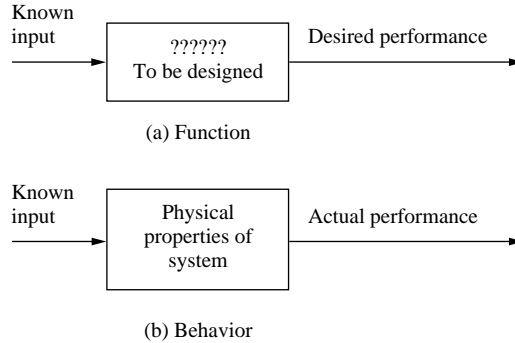 Known
input
??????
To be designed
Desired performance
(a) Function
Known
input
Physical
properties of
system
Actual performance
(b) Behavior